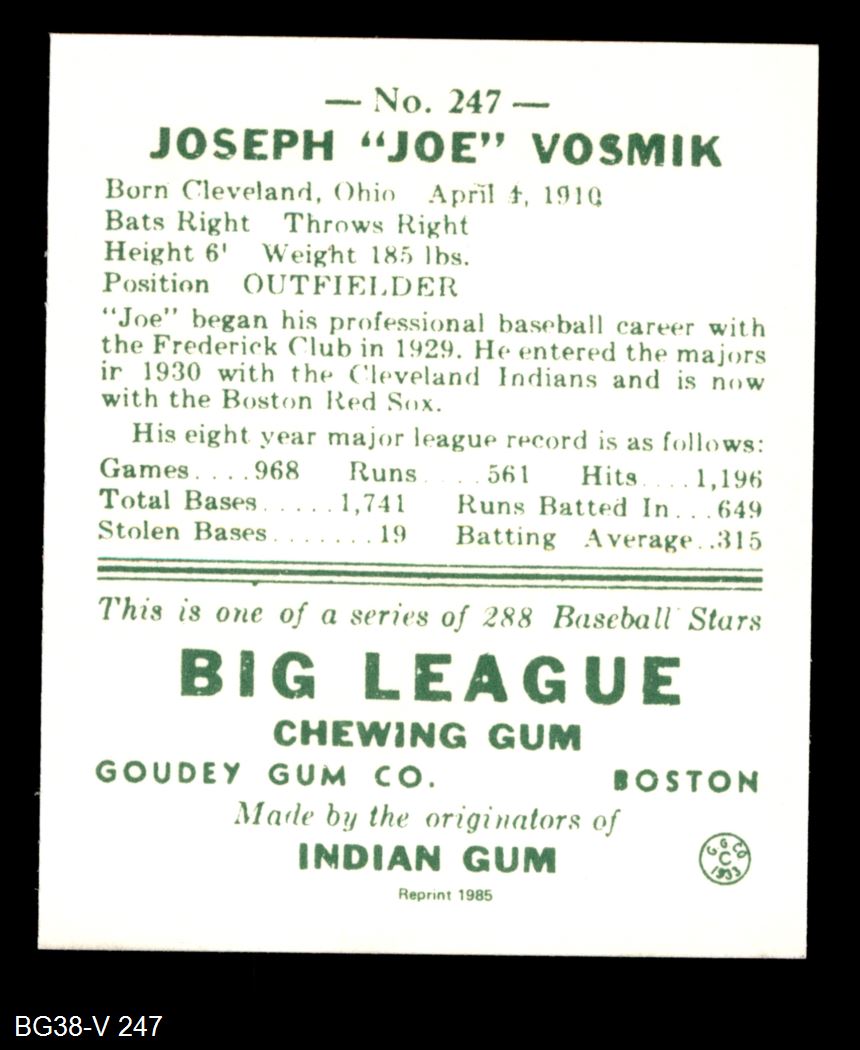 — No. 247 —
JOSEPH "JOE" VOSMIK
Born Cleveland, Ohio April 4, 1910
Bats Right Throws Right
Height 6' Weight 185 lbs.
Position OUTFIELDER
"Joe" began his professional baseball career with
the Frederick Club in 1929. He entered the majors
in 1930 with the Cleveland Indians and is now
with the Boston Red Sox.
His eight year major league record is as follows:
Games....968 Runs....561 Hits....1,196
Total Bases......1,741 Runs Batted In...649
Stolen Bases.......19 Batting Average..315
This is one of a series of 288 Baseball Stars
BIG LEAGUE
CHEWING GUM
GOUDEY GUM CO. BOSTON
Made by the originators of
INDIAN GUM
G G CO
C
1933
Reprint 1985
BG38-V 247